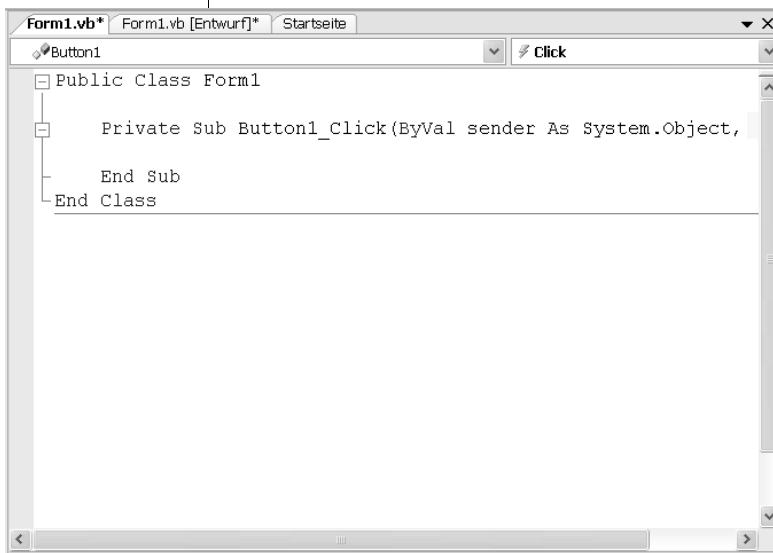 Form1.vb* Form1.vb [Entwurf]* Startseite
Button1 Click
Public Class Form1
Private Sub Button1_Click(ByVal sender As System.Object,
End Sub
End Class